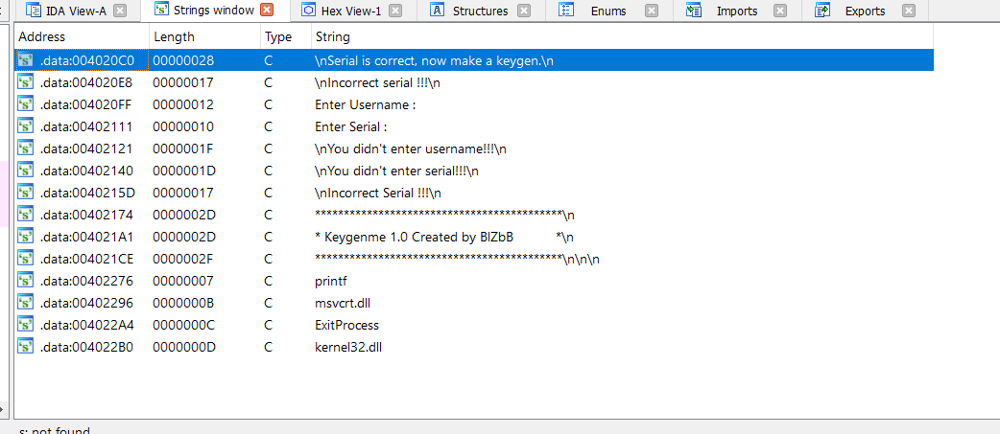 IDA View-A Strings window Hex View-1 Structures Enums Imports Exports
Address Length Type String
.data:004020C0 00000028 C \nSerial is correct, now make a keygen.\n
.data:004020E8 00000017 C \nIncorrect serial !!!\n
.data:004020FF 00000012 C Enter Username :
.data:00402111 00000010 C Enter Serial :
.data:00402121 0000001F C \nYou didn't enter username!!!\n
.data:00402140 0000001D C \nYou didn't enter serial!!!\n
.data:0040215D 00000017 C \nIncorrect Serial !!!\n
.data:00402174 0000002D C *******************************************\n
.data:004021A1 0000002D C * Keygenme 1.0 Created by BIZbB *\n
.data:004021CE 0000002F C *******************************************\n\n\n
.data:00402276 00000007 C printf
.data:00402296 0000000B C msvcrt.dll
.data:004022A4 0000000C C ExitProcess
.data:004022B0 0000000D C kernel32.dll
s: not found